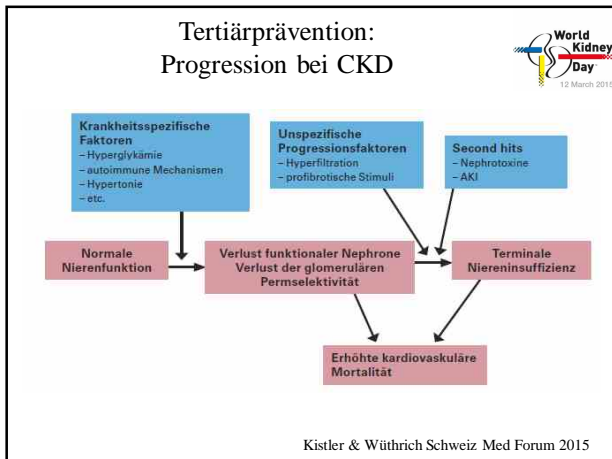 Tertiärprävention:
Progression bei CKD
World
Kidney
Day
12 March 2015
Krankheitsspezifische
Faktoren
– Hyperglykämie
– autoimmune Mechanismen
– Hypertonie
– etc.
Unspezifische
Progressionsfaktoren
– Hyperfiltration
– profibrotische Stimuli
Second hits
– Nephrotoxine
– AKI
Normale
Nierenfunktion
Verlust funktionaler Nephrone
Verlust der glomerulären
Permselektivität
Terminale
Niereninsuffizienz
Erhöhte kardiovaskuläre
Mortalität
Kistler & Wüthrich Schweiz Med Forum 2015